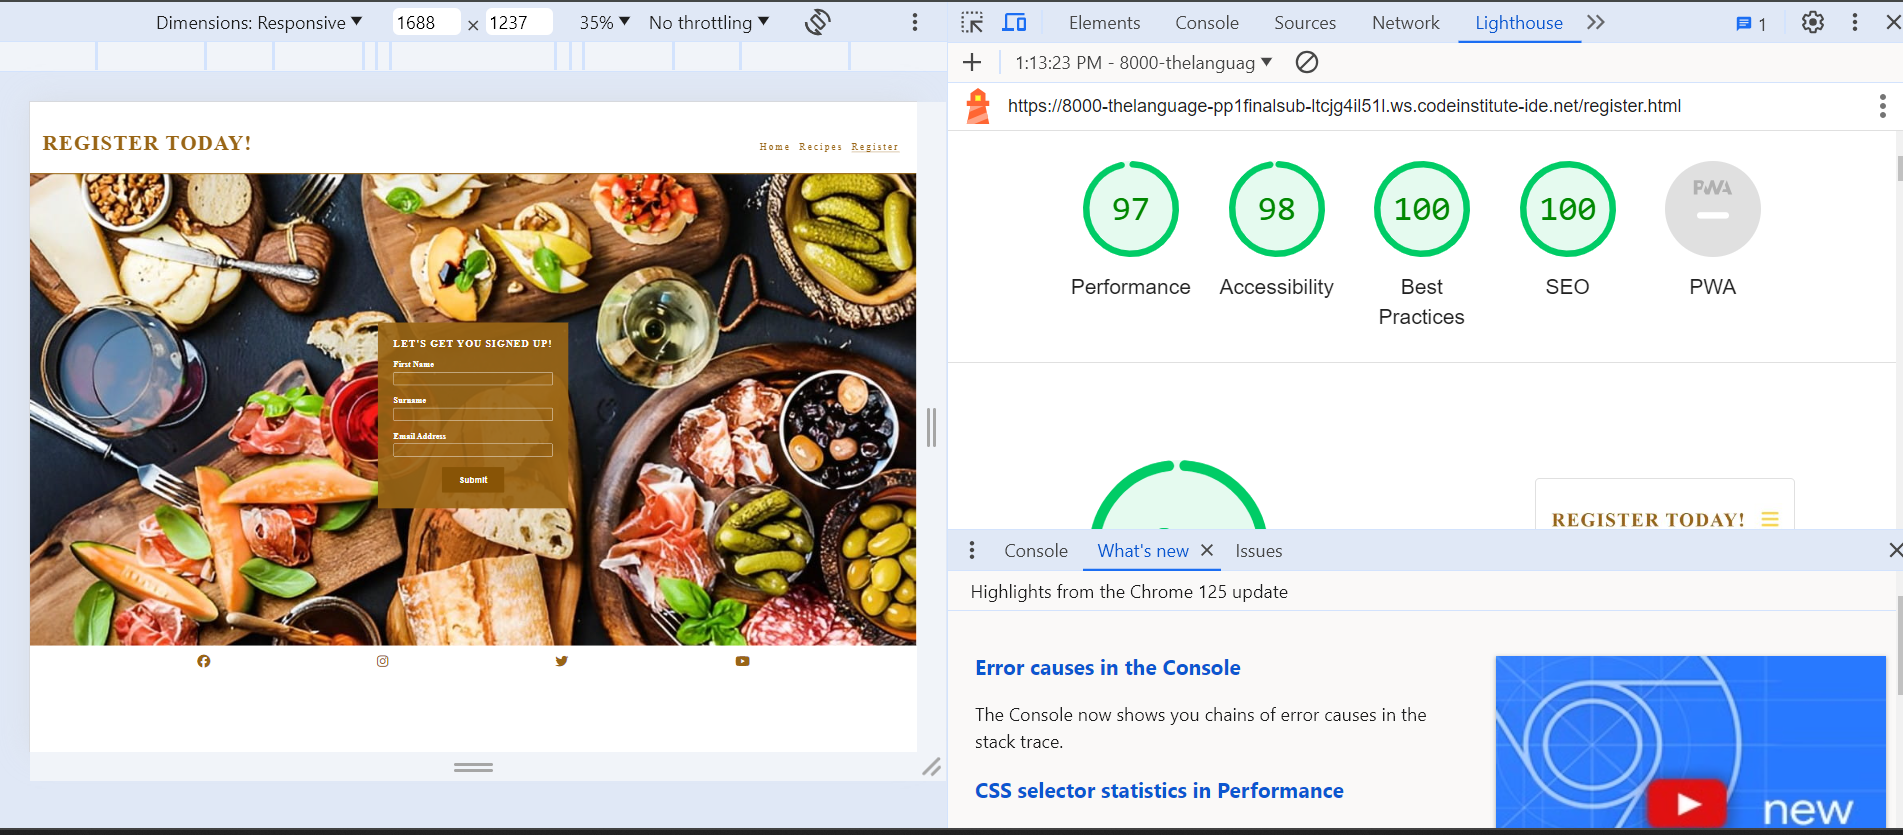 Dimensions: Responsive ▼ 1688 × 1237 35% ▼ No throttling ▼
REGISTER TODAY!
Home Recipes Register
LET'S GET YOU SIGNED UP!
First Name
Surname
Email Address
Submit
Elements Console Sources Network Lighthouse 1
1:13:23 PM - 8000-thelanguag ▼
https://8000-thelanguage-pp1finalsub-ltcjg4il51l.ws.codeinstitute-ide.net/register.html
97 98 100 100 PWA
Performance Accessibility Best Practices SEO PWA
REGISTER TODAY!
Console What's new Issues
Highlights from the Chrome 125 update
Error causes in the Console
The Console now shows you chains of error causes in the
stack trace.
CSS selector statistics in Performance
new